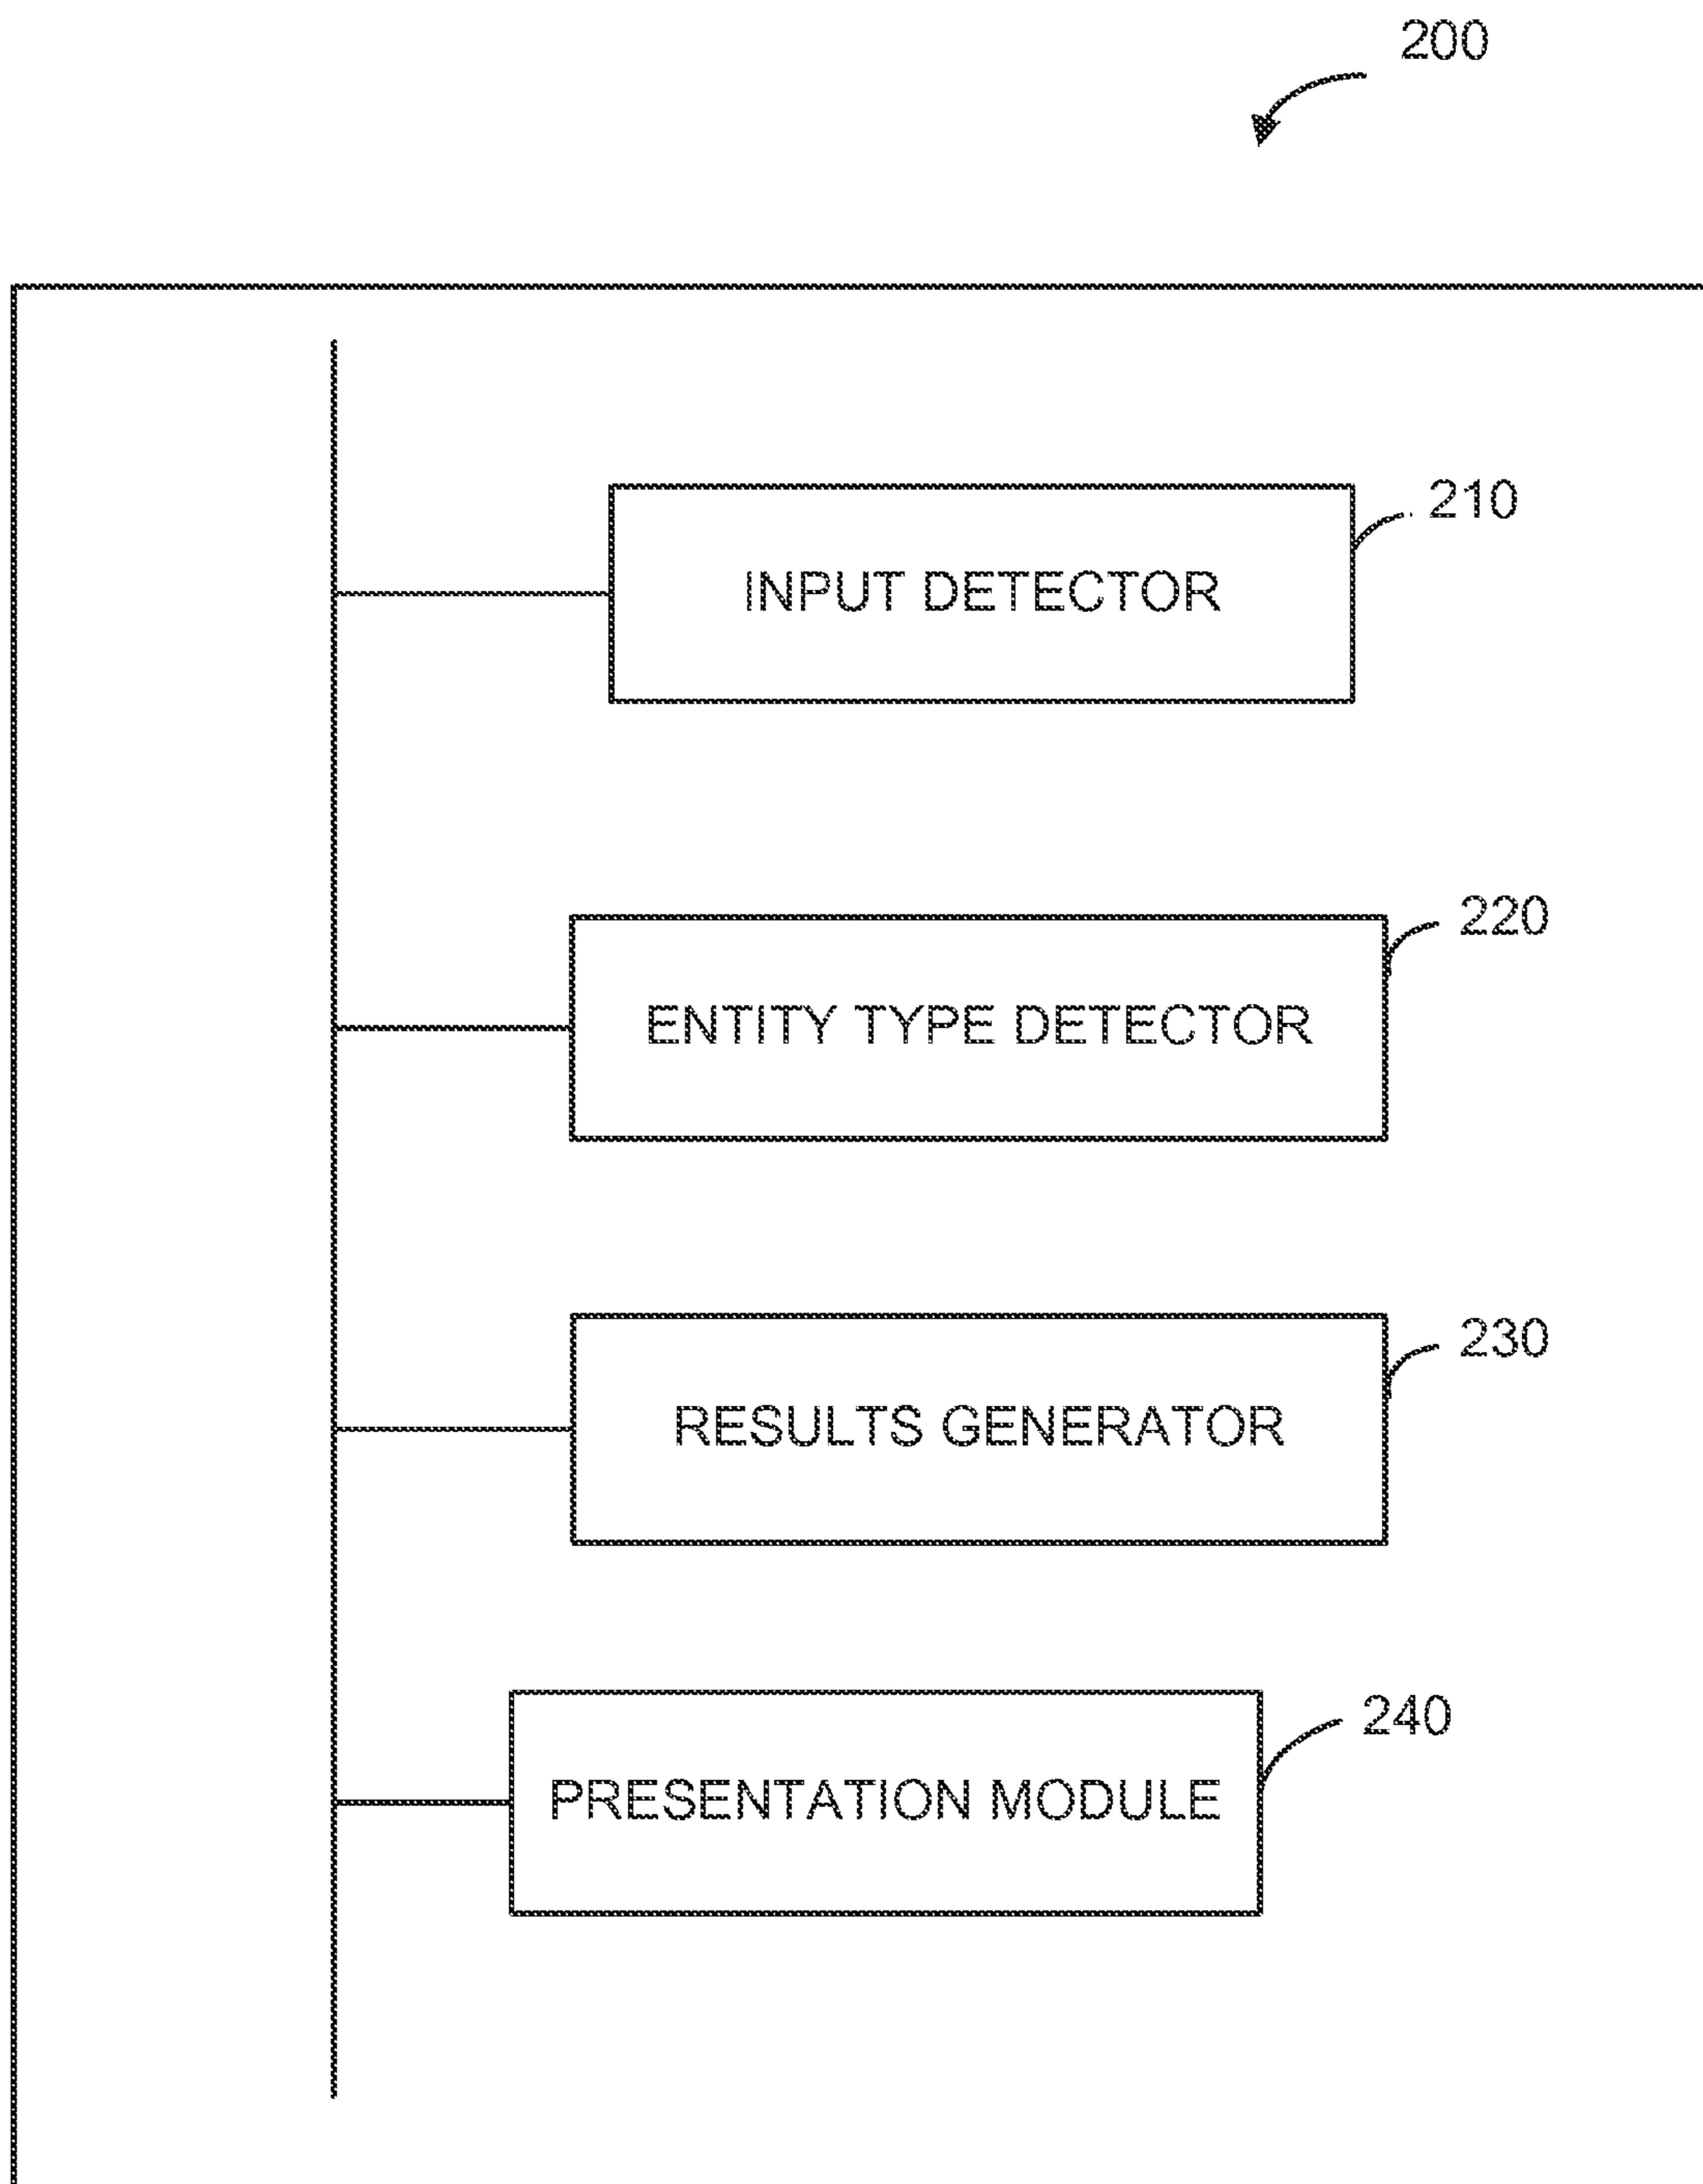 200
210
INPUT DETECTOR
220
ENTITY TYPE DETECTOR
230
RESULTS GENERATOR
240
PRESENTATION MODULE